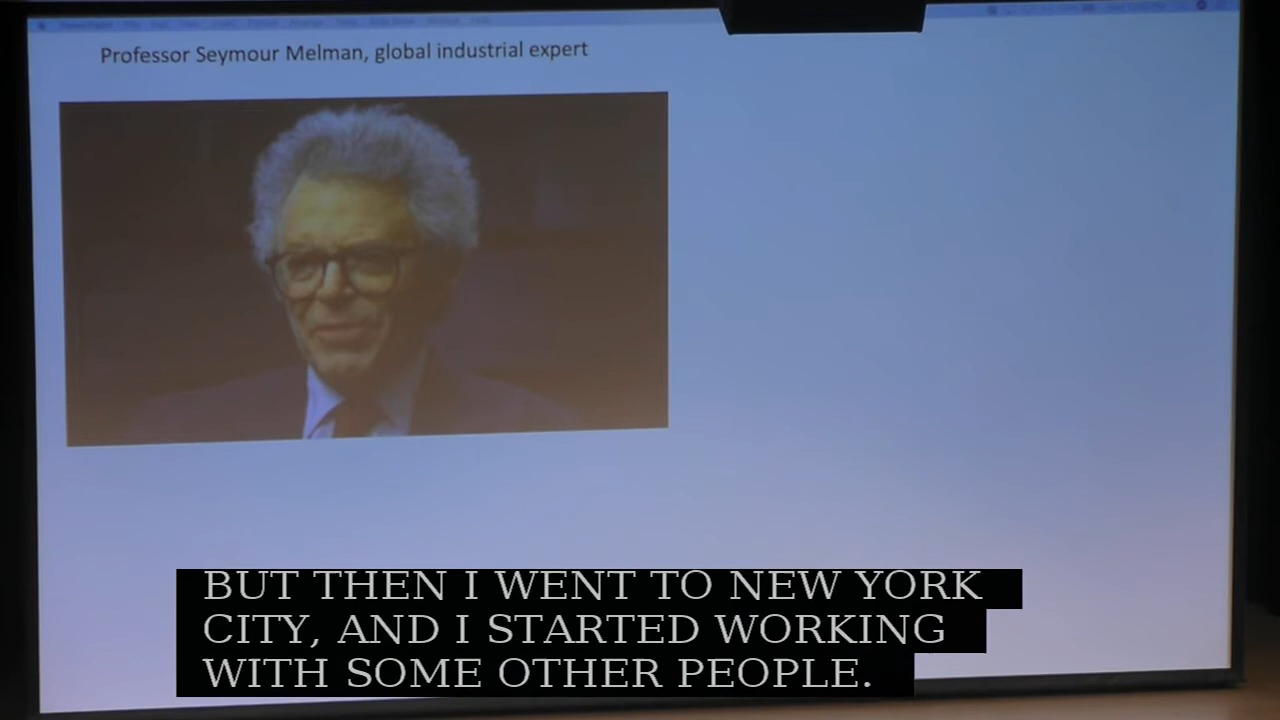 Professor Seymour Melman, global industrial expert
BUT THEN I WENT TO NEW YORK
CITY, AND I STARTED WORKING
WITH SOME OTHER PEOPLE.